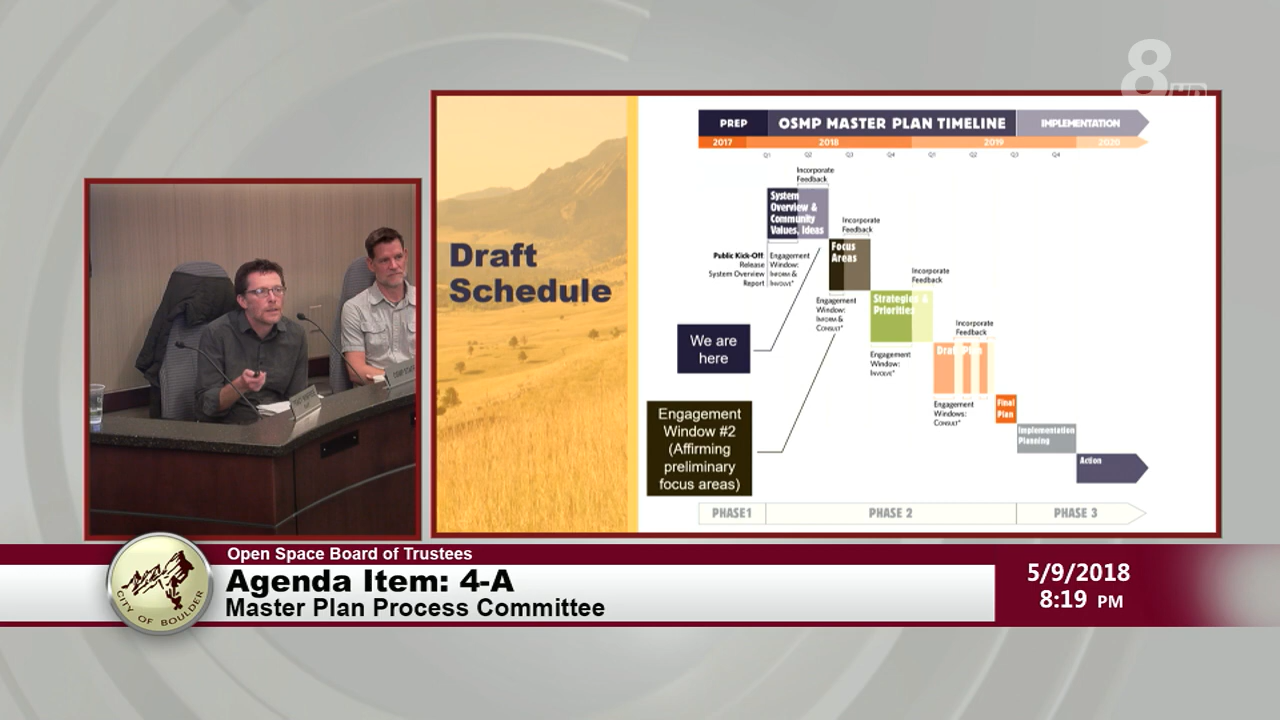 8
HD
PREP
OSMP MASTER PLAN TIMELINE
IMPLEMENTATION
2017
2018
2019
2020
Q1
Q2
Q3
Q4
Q1
Q2
Q3
Q4
Incorporate
Feedback
System
Overview &
Community
Values, Ideas
Incorporate
Feedback
Public Kick-Off
Release
System Overview
Report
Engagement
Window:
INFORM &
INVOLVE*
Focus
Areas
Draft
Schedule
Incorporate
Feedback
Engagement
Window:
INFORM &
CONSULT*
Strategies &
Priorities
Incorporate
Feedback
We are
here
Engagement
Window:
INVOLVE*
Draft Plan
Engagement
Windows:
CONSULT*
Final
Plan
Engagement
Window #2
(Affirming
preliminary
focus areas)
Implementation
Planning
Action
PHASE1
PHASE 2
PHASE 3
Open Space Board of Trustees
Agenda Item: 4-A
Master Plan Process Committee
CITY OF BOULDER
5/9/2018
8:19 PM